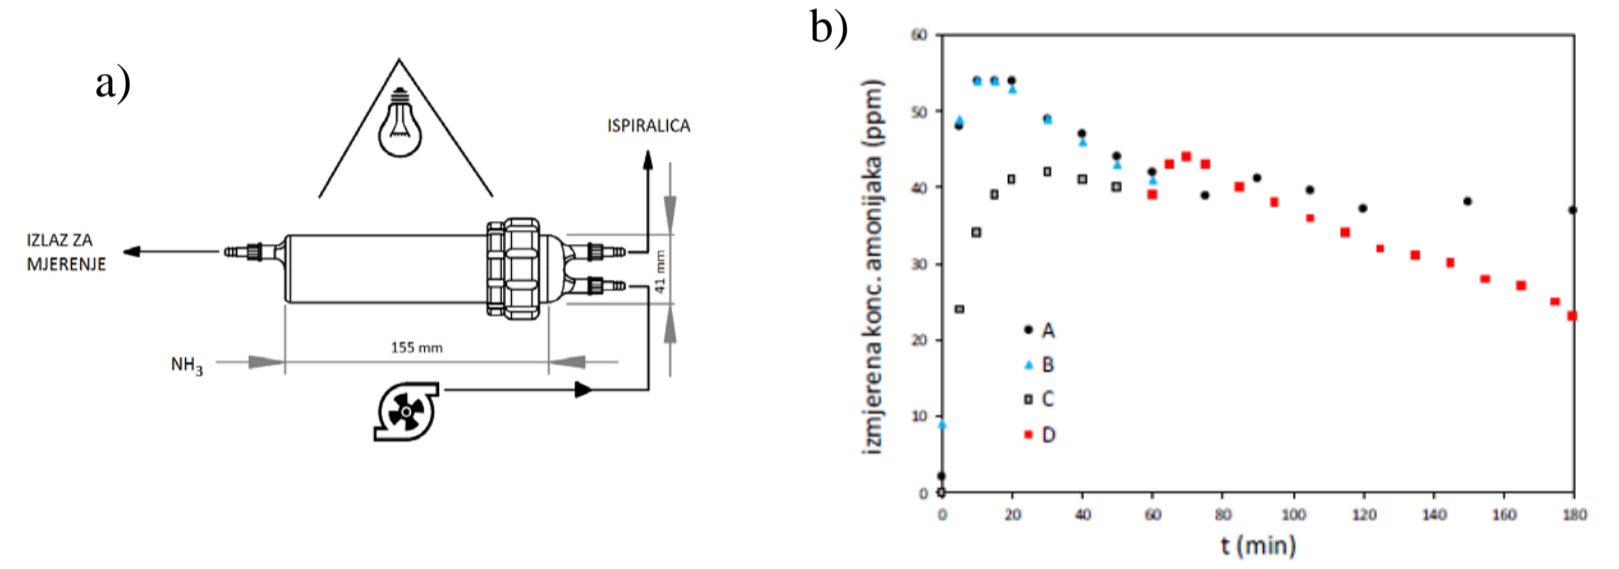 a)
ISPIRALICA
IZLAZ ZA
MJERENJE
41 mm
155 mm
NH3
b)
izmjerena konc. amonijaka (ppm)
60
50
40
30
20
10
0
A
B
C
D
0 20 40 60 80 100 120 140 160 180
t (min)